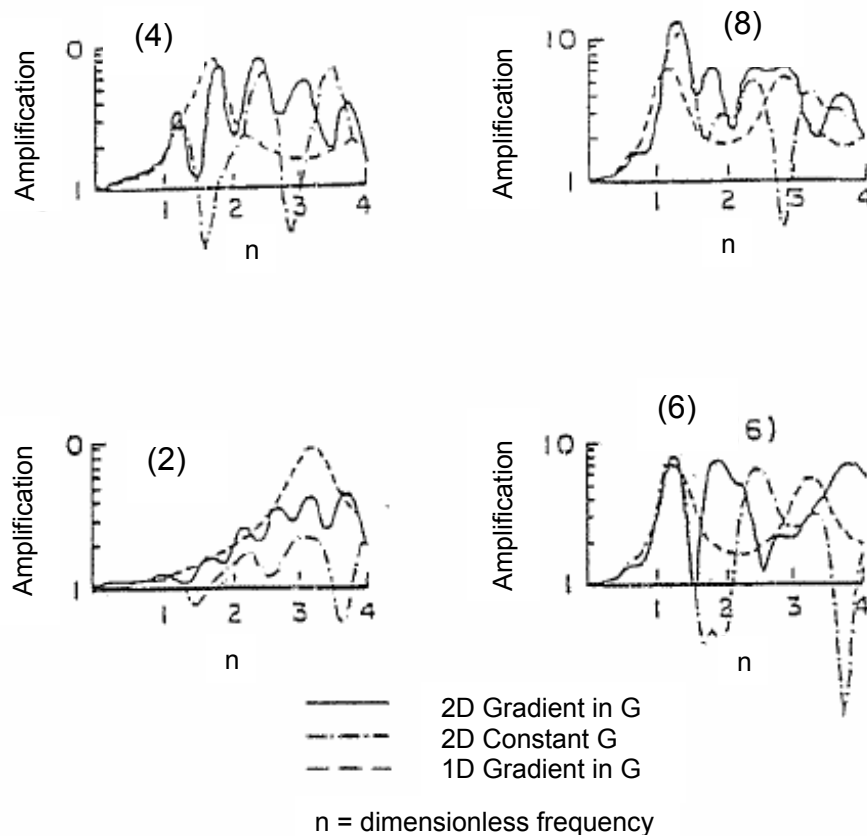 (4)
0
Amplification
1
1 2 3 4
n
(8)
10
Amplification
1
1 2 3 4
n
(2)
0
Amplification
1
1 2 3 4
n
(6)
6)
10
Amplification
1
1 2 3 4
n
2D Gradient in G
2D Constant G
1D Gradient in G
n = dimensionless frequency